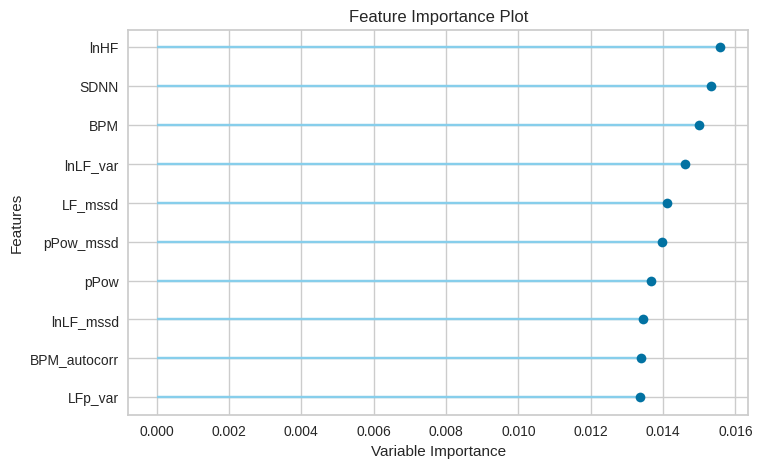 Feature Importance Plot
lnHF
SDNN
BPM
lnLF_var
LF_mssd
pPow_mssd
pPow
lnLF_mssd
BPM_autocorr
LFp_var
Features
0.000 0.002 0.004 0.006 0.008 0.010 0.012 0.014 0.016
Variable Importance